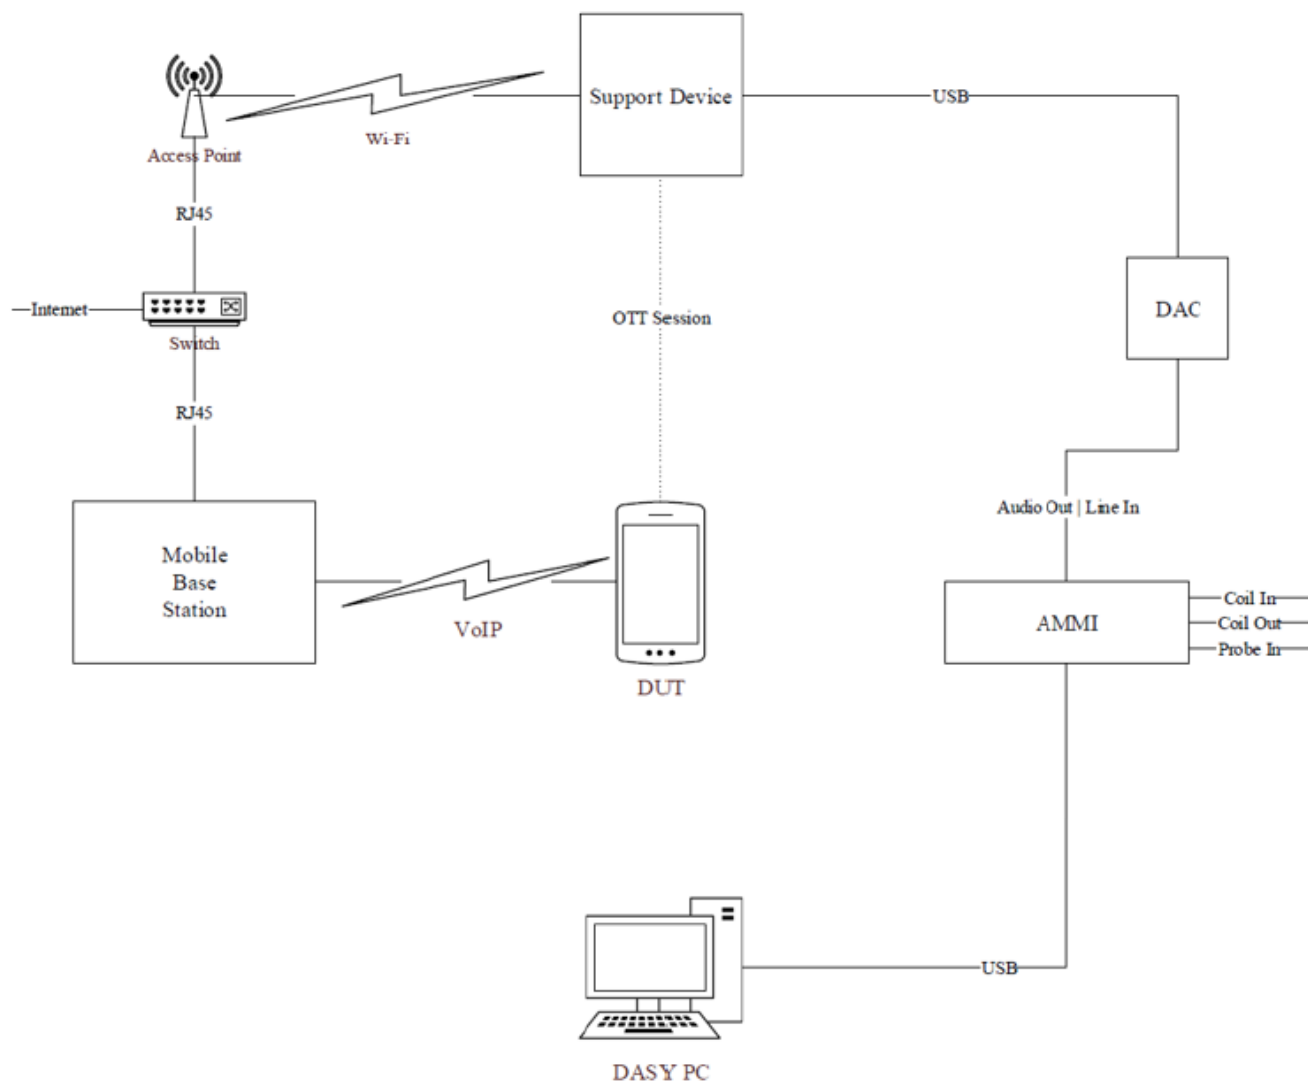 Support Device
USB
Wi-Fi
Access Point
RJ45
Internet
Switch
OTT Session
DAC
RJ45
Audio Out | Line In
Mobile
Base
Station
VoIP
DUT
AMMI
Coil In
Coil Out
Probe In
USB
DASY PC